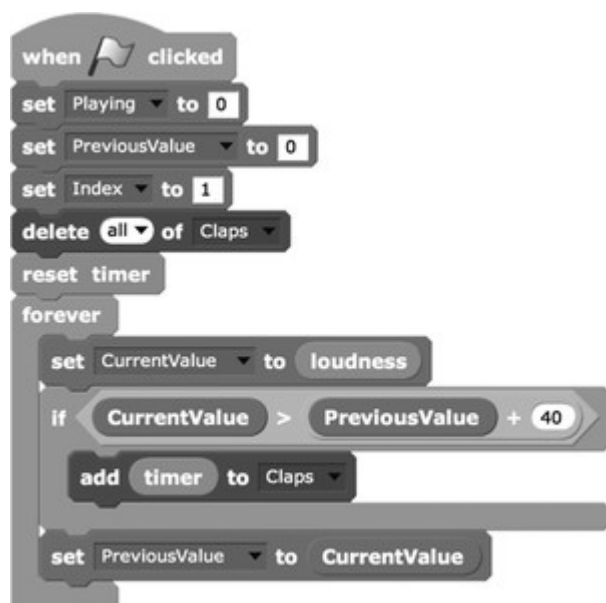 when clicked
set Playing to 0
set PreviousValue to 0
set Index to 1
delete all of Claps
reset timer
forever
set CurrentValue to loudness
if CurrentValue > PreviousValue + 40
add timer to Claps
set PreviousValue to CurrentValue